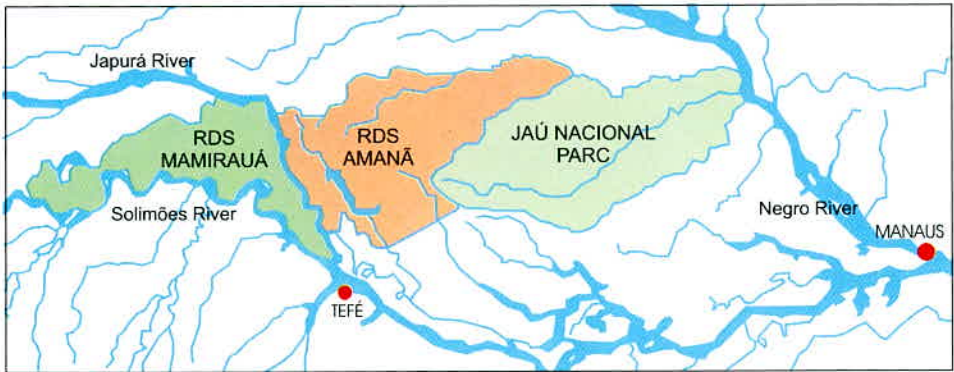 Japurá River
RDS
MAMIRAUÁ
RDS
AMANÃ
JAÚ NACIONAL
PARC
Solimões River
Negro River
MANAUS
TEFÉ